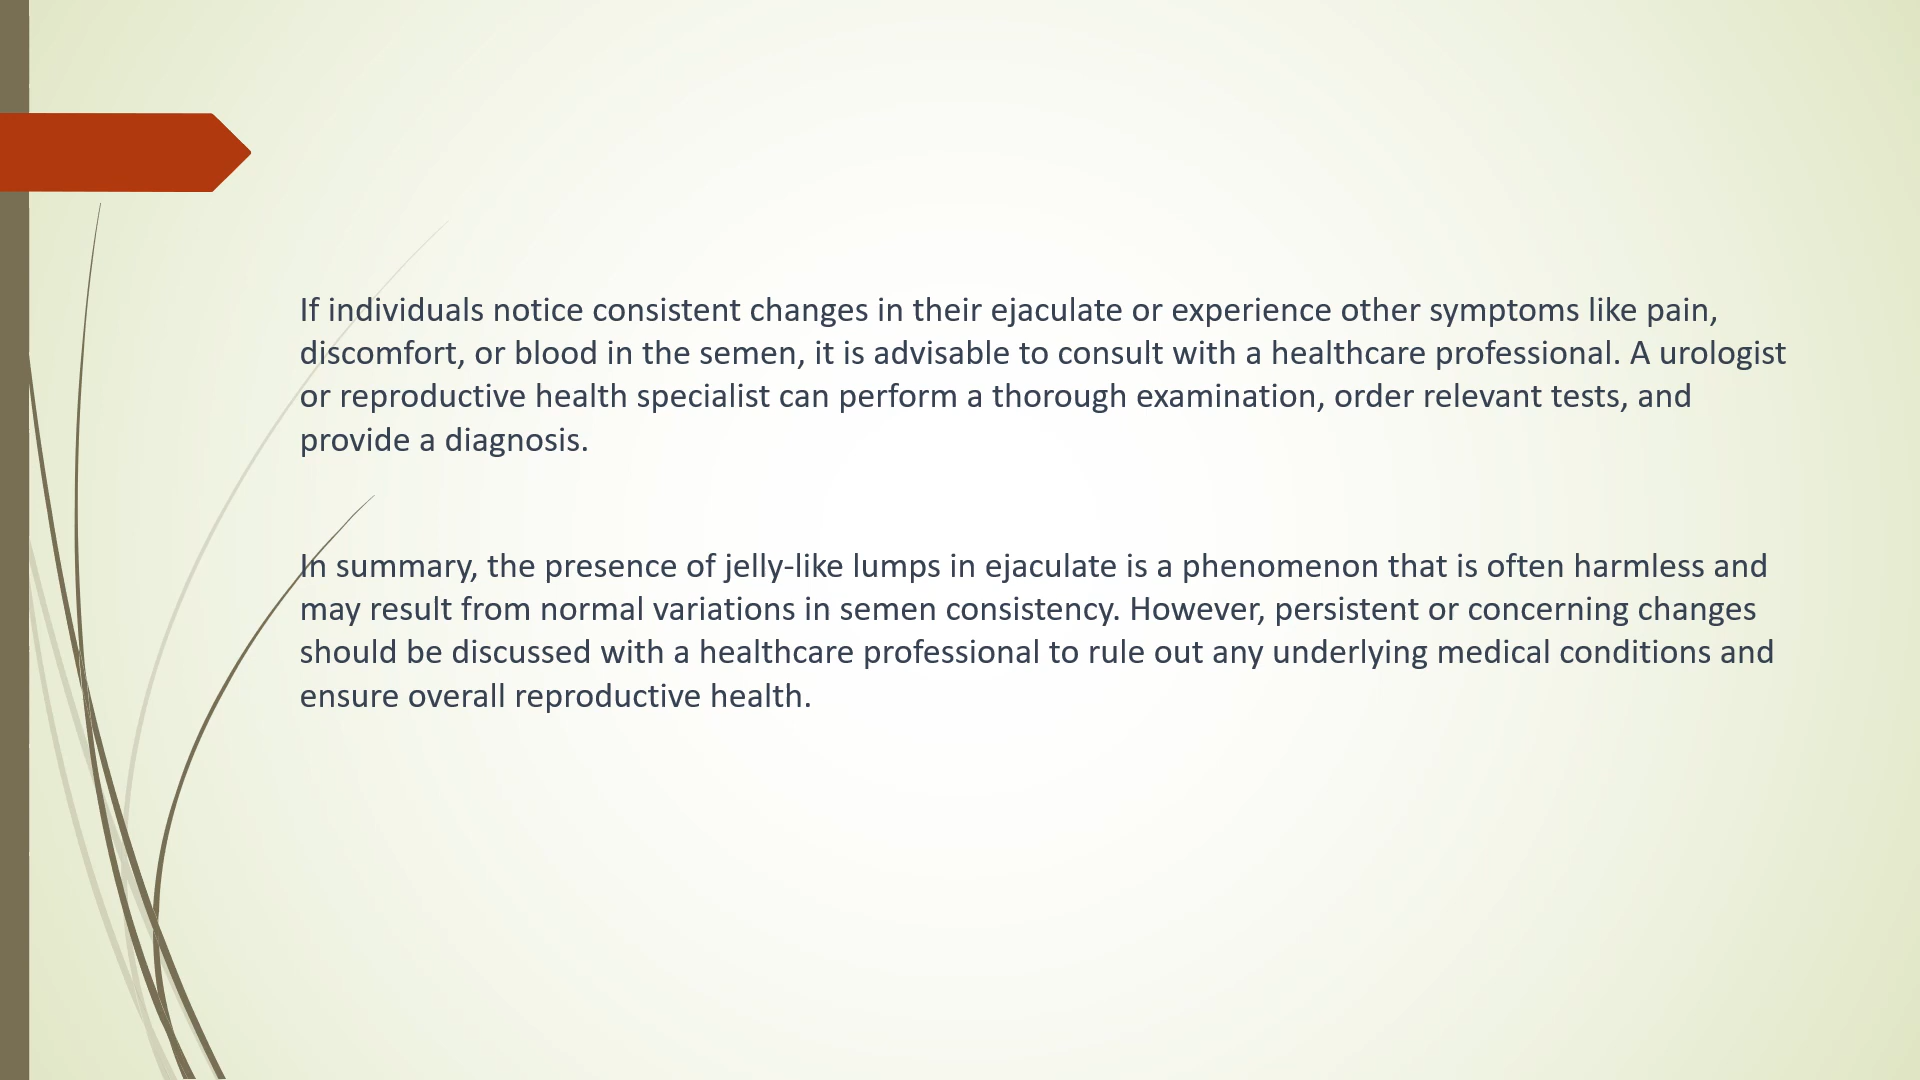 If individuals notice consistent changes in their ejaculate or experience other symptoms like pain,
discomfort, or blood in the semen, it is advisable to consult with a healthcare professional. A urologist
or reproductive health specialist can perform a thorough examination, order relevant tests, and
provide a diagnosis.
In summary, the presence of jelly-like lumps in ejaculate is a phenomenon that is often harmless and
may result from normal variations in semen consistency. However, persistent or concerning changes
should be discussed with a healthcare professional to rule out any underlying medical conditions and
ensure overall reproductive health.